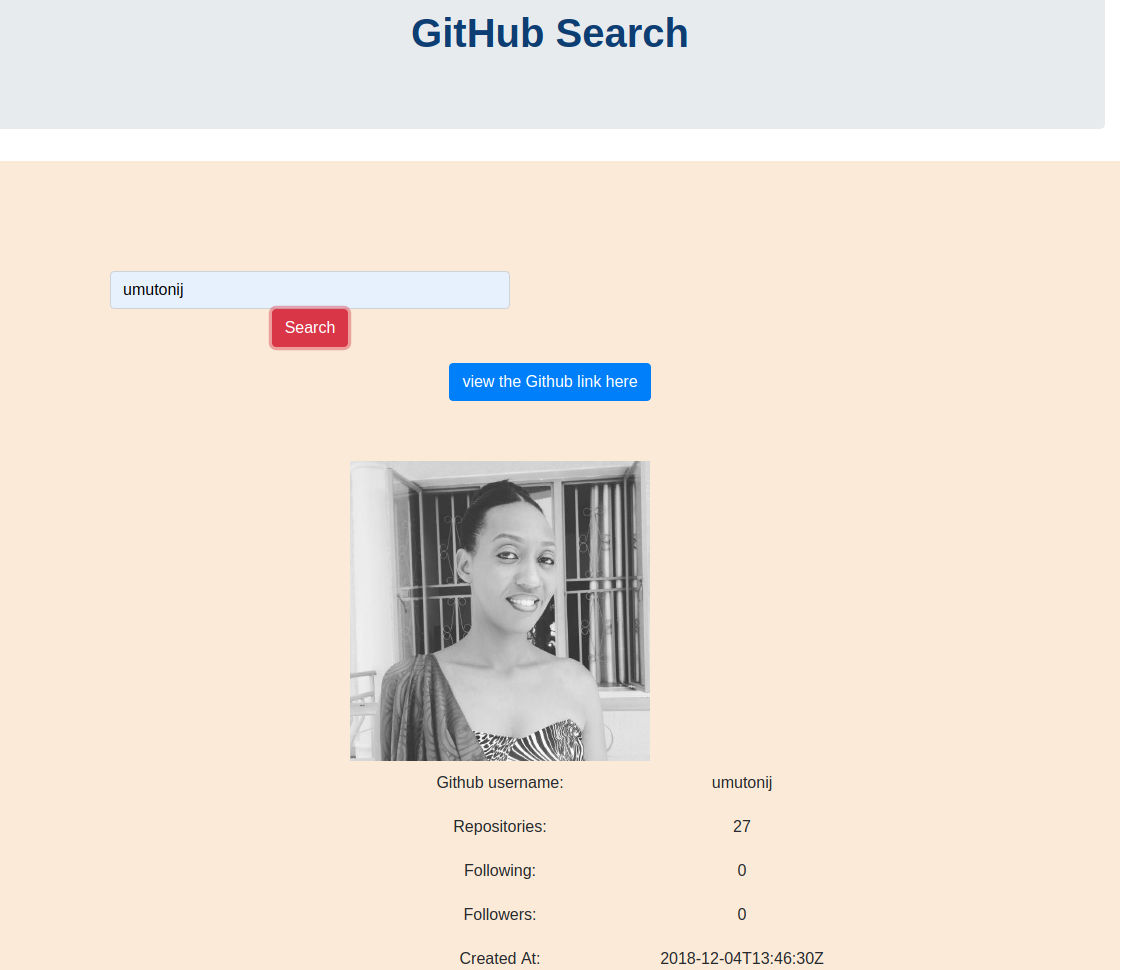 GitHub Search
umutonij
Search
view the Github link here
Github username: umutonij
Repositories: 27
Following: 0
Followers: 0
Created At: 2018-12-04T13:46:30Z